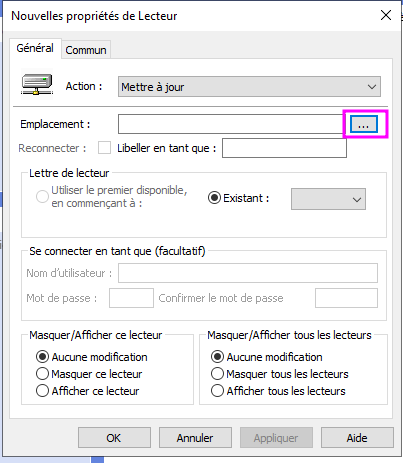 Nouvelles propriétés de Lecteur
Général Commun
Action : Mettre à jour
Emplacement : ...
Reconnecter : Libeller en tant que :
Lettre de lecteur
Utiliser le premier disponible,
en commençant à :
Existant :
Se connecter en tant que (facultatif)
Nom d'utilisateur :
Mot de passe : Confirmer le mot de passe
Masquer/Afficher ce lecteur
Aucune modification
Masquer ce lecteur
Afficher ce lecteur
Masquer/Afficher tous les lecteurs
Aucune modification
Masquer tous les lecteurs
Afficher tous les lecteurs
OK Annuler Appliquer Aide